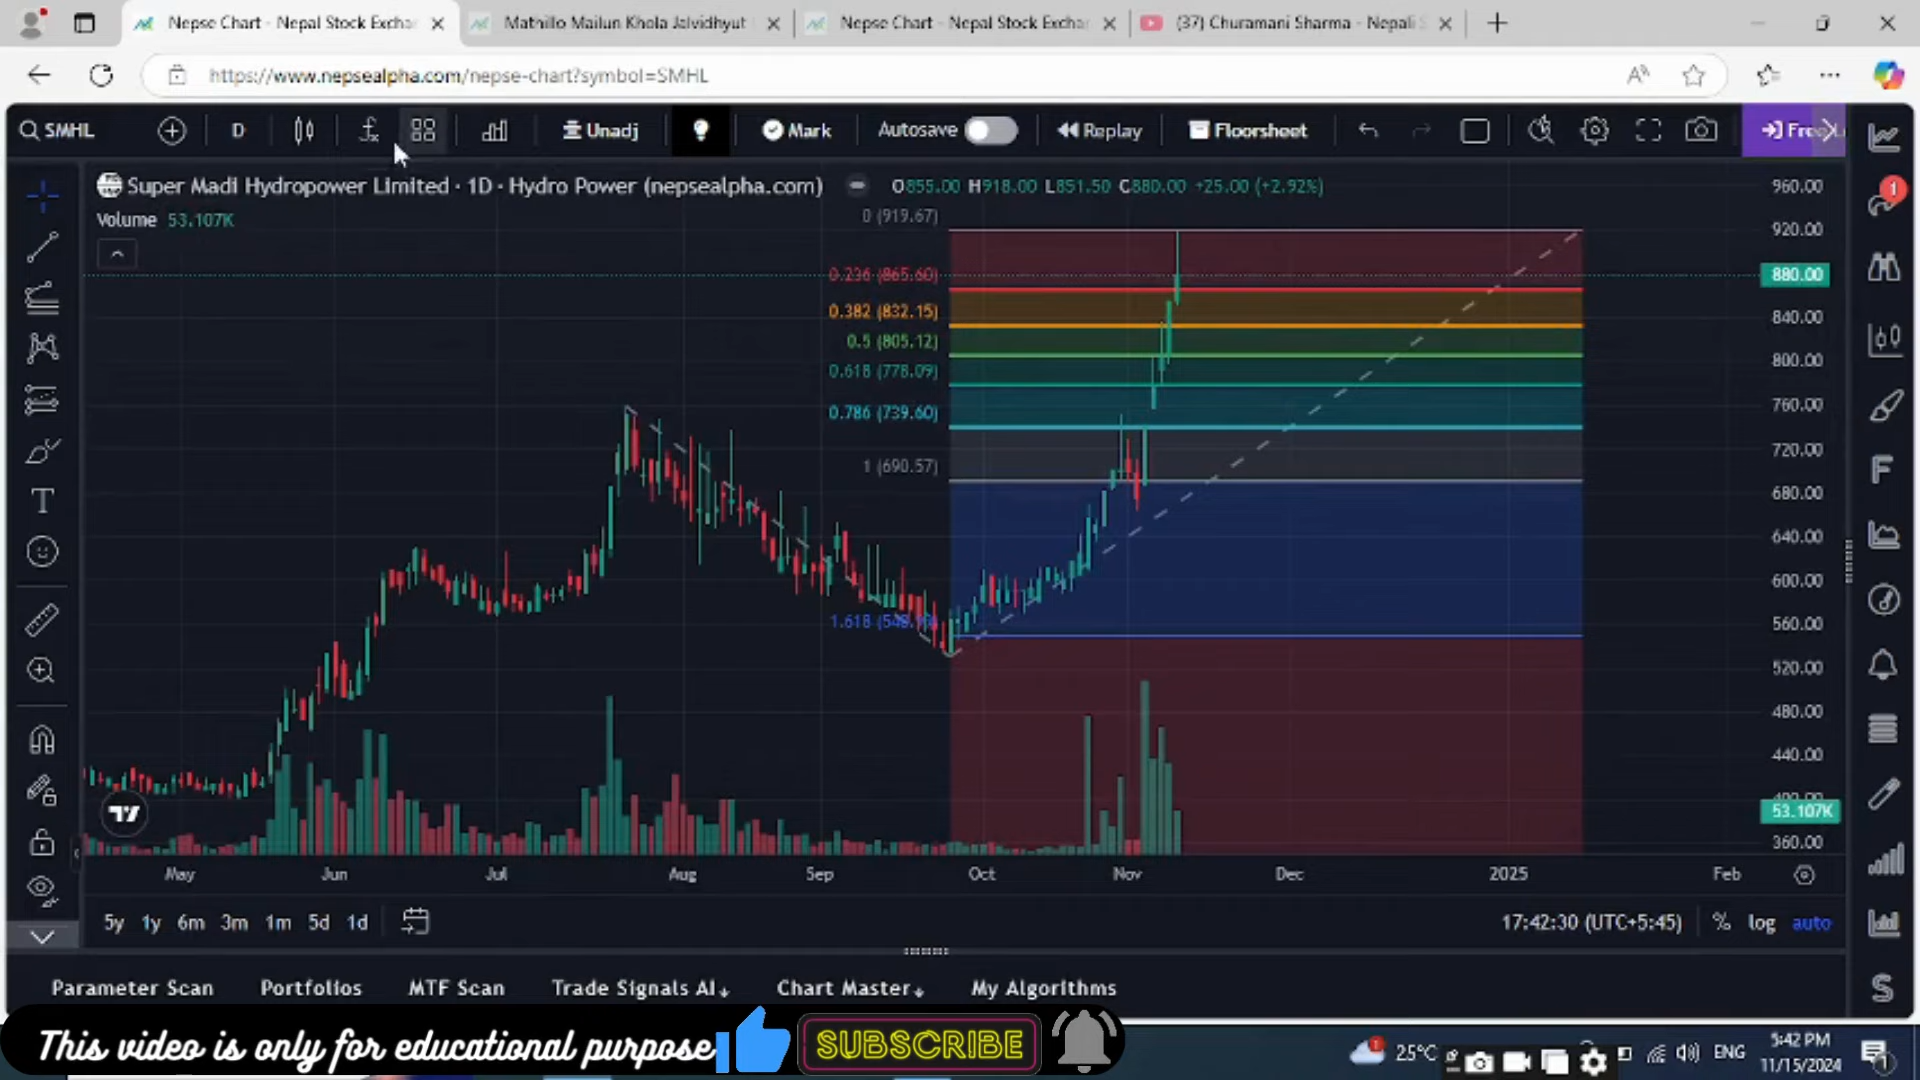 Nepse Chart - Nepal Stock Excha
Mathillo Mailun Khola Jalvidhyut
Nepse Chart - Nepal Stock Exchar
(37) Churamani Sharma - Nepali S
https://www.nepsealpha.com/nepse-chart?symbol=SMHL
SMHL
D
Unadj
Mark
Autosave
Replay
Floorsheet
Super Madi Hydropower Limited · 1D · Hydro Power (nepsealpha.com)
O855.00 H918.00 L851.50 C880.00 +25.00 (+2.92%)
Volume 53.107K
0 (919.67)
0.236 (865.60)
0.382 (832.15)
0.5 (805.12)
0.618 (778.09)
0.786 (739.60)
1 (690.57)
1.618
960.00
920.00
880.00
840.00
800.00
760.00
720.00
680.00
640.00
600.00
560.00
520.00
480.00
440.00
400.00
53.107K
360.00
1
F
S
May Jun Jul Aug Sep Oct Nov Dec 2025 Feb
5y 1y 6m 3m 1m 5d 1d
17:42:30 (UTC+5:45) % log auto
Parameter Scan Portfolios MTF Scan Trade Signals AI Chart Master My Algorithms
This video is only for educational purpose
SUBSCRIBE
25°C
ENG
5:42 PM
11/15/2024